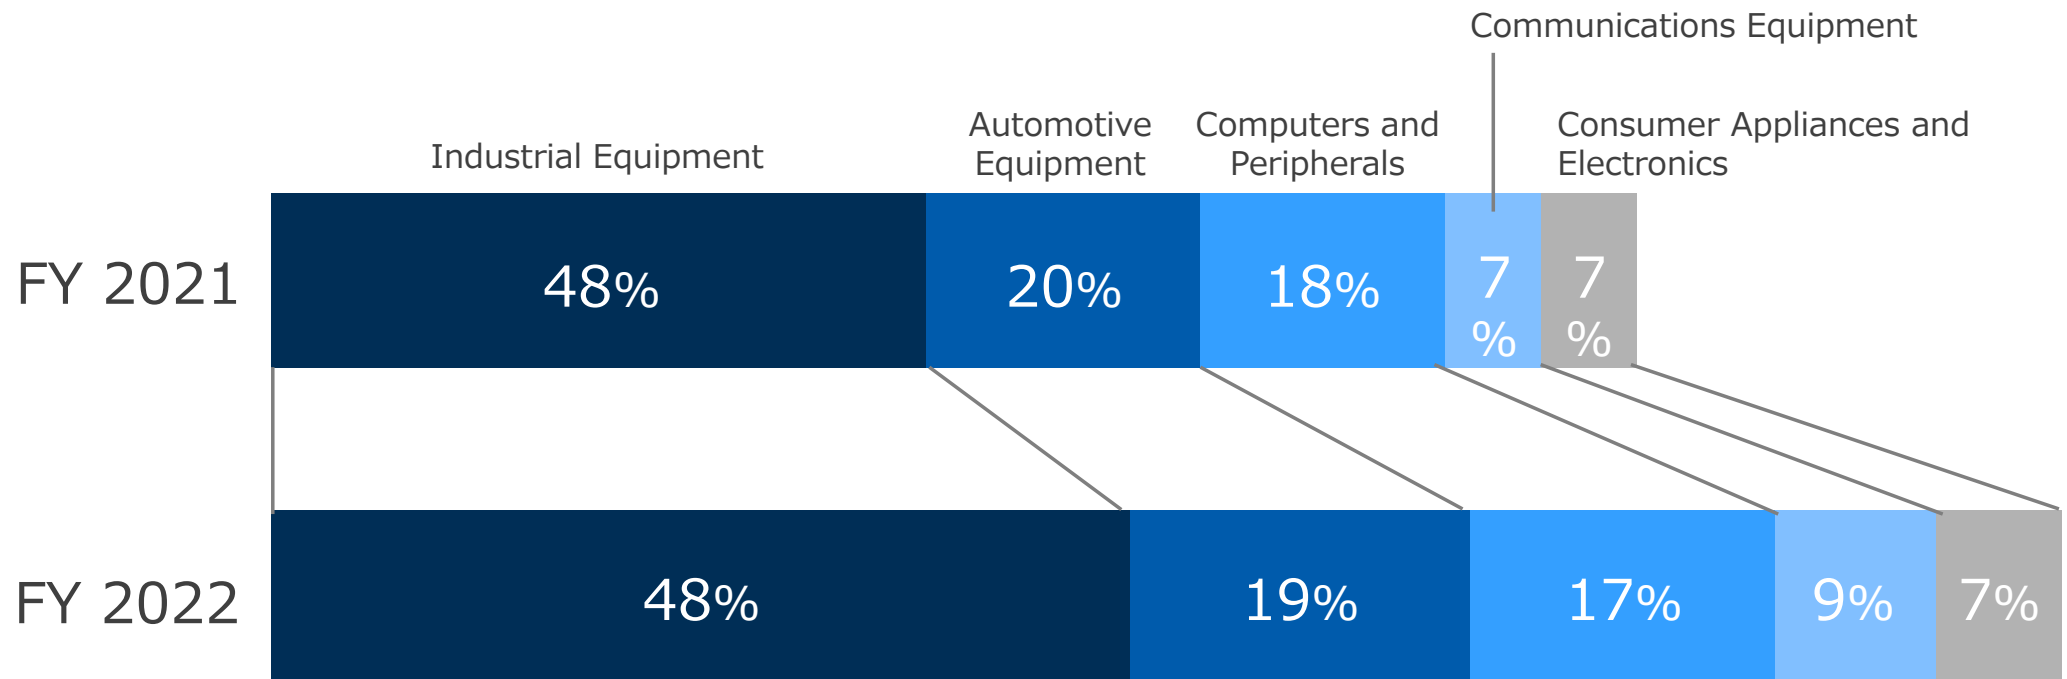 Communications Equipment
Industrial Equipment
Automotive
Equipment
Computers and
Peripherals
Consumer Appliances and
Electronics
FY 2021
48%
20%
18%
7
%
7
%
FY 2022
48%
19%
17%
9%
7%